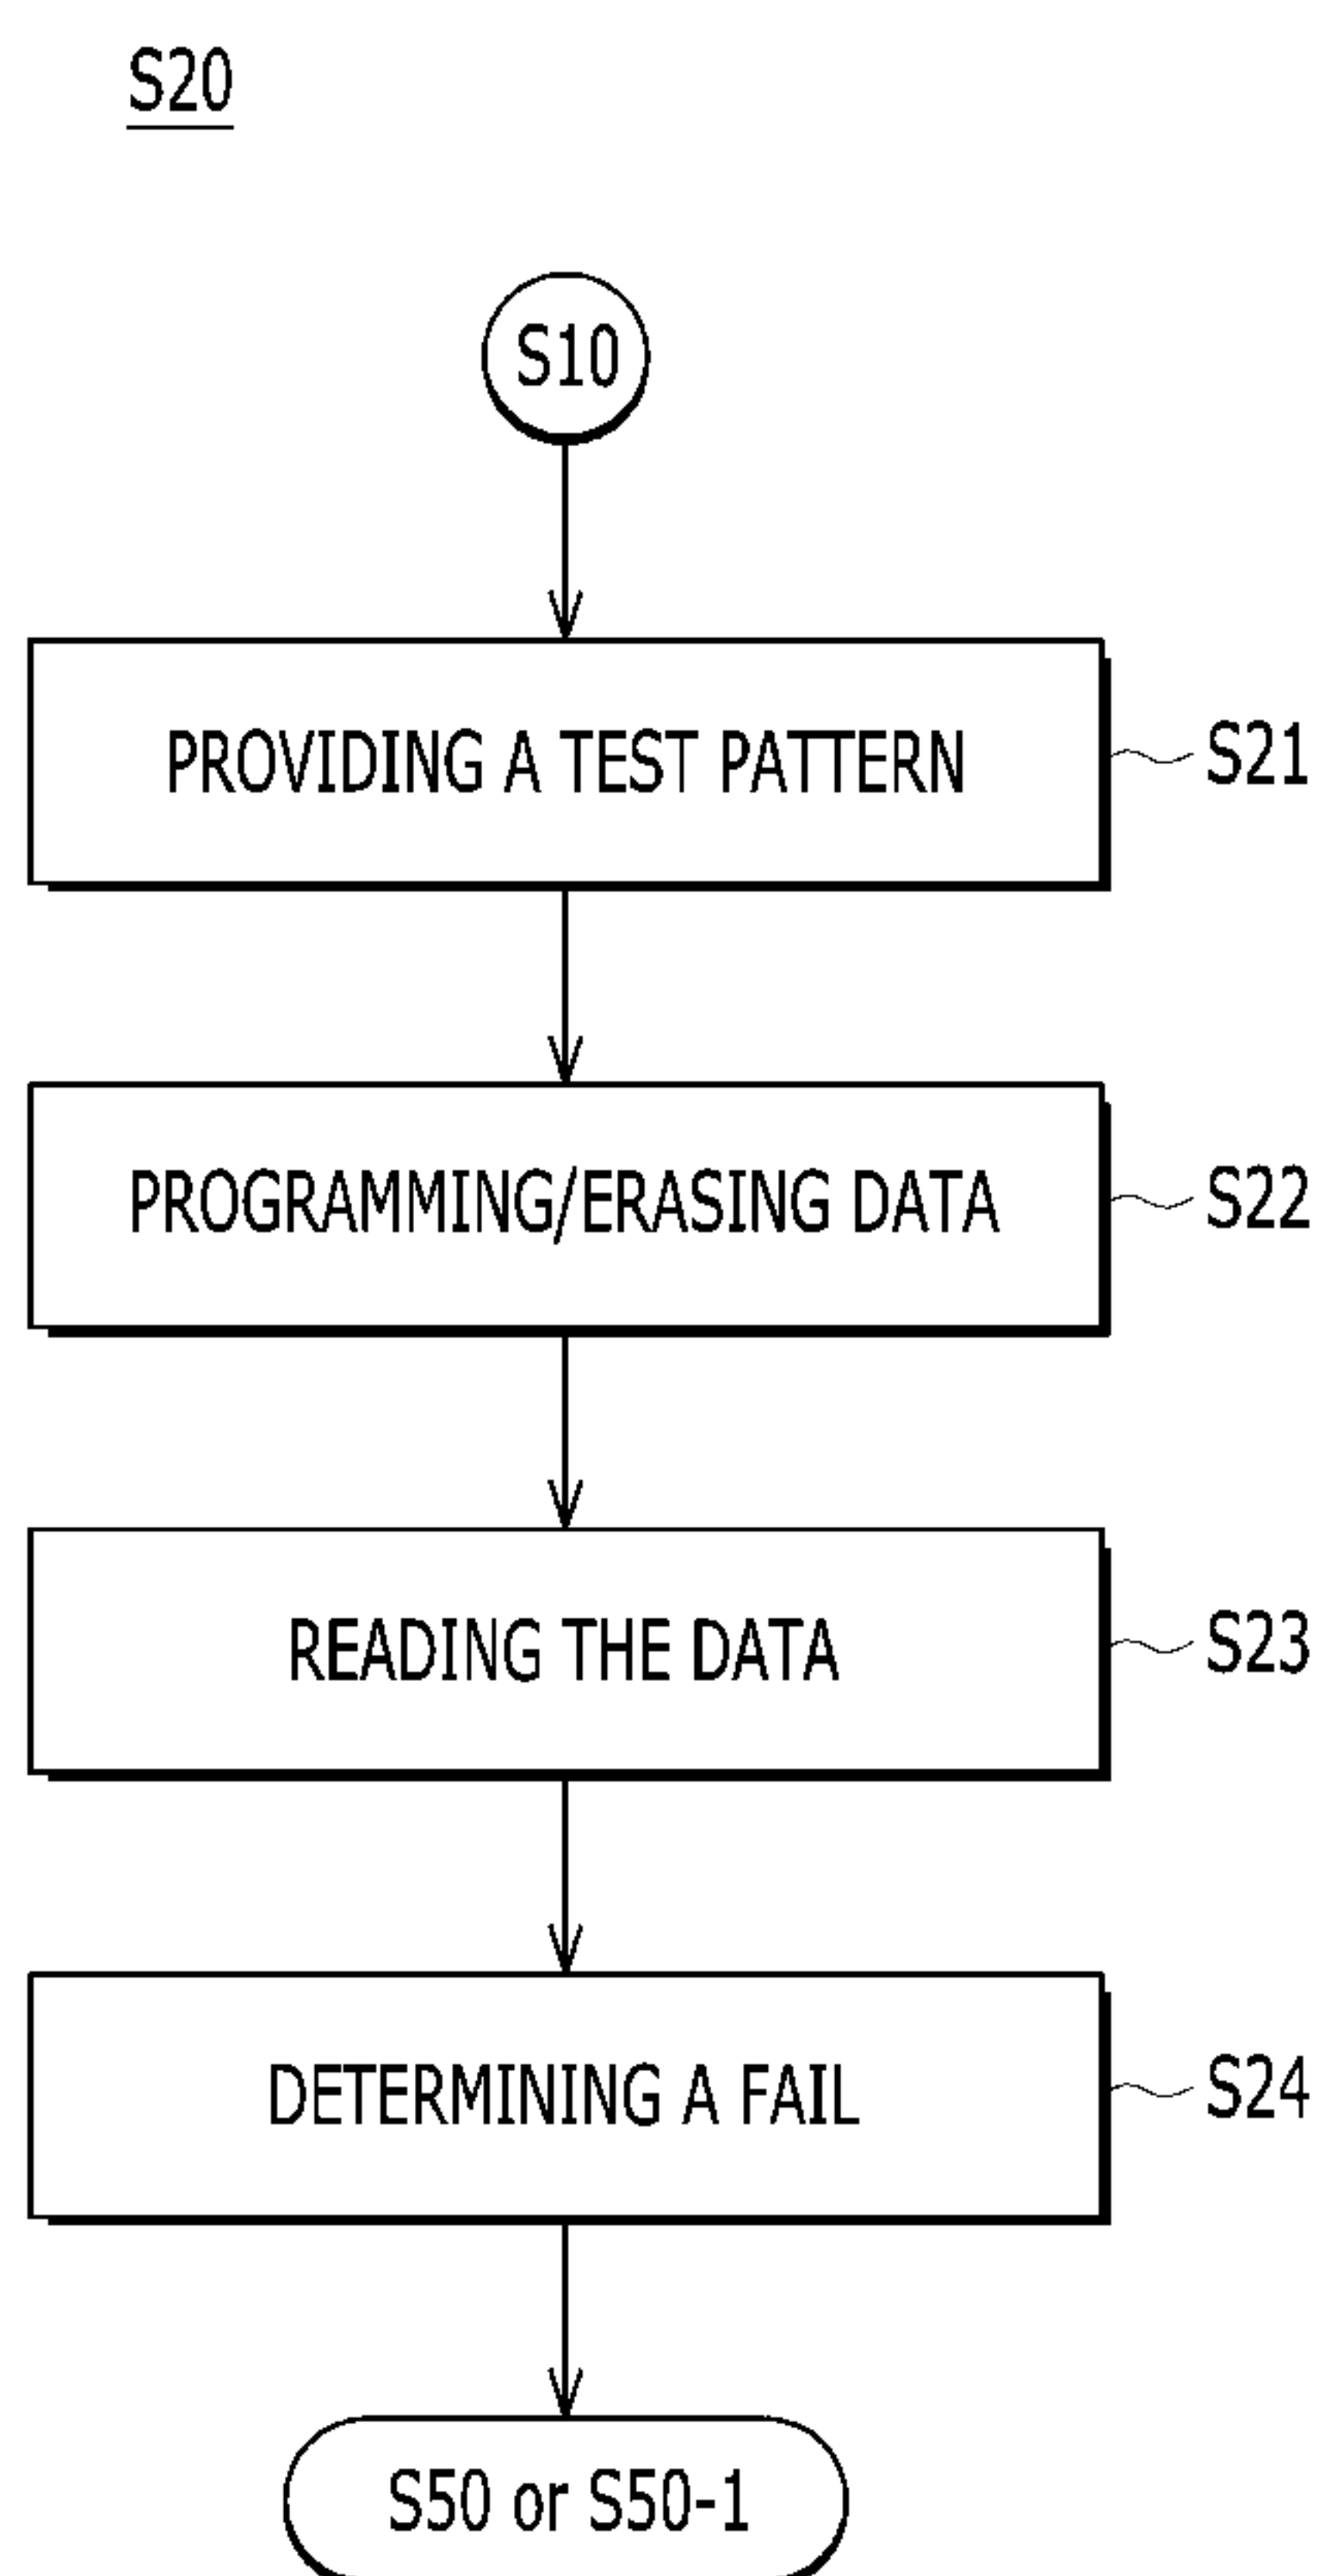 S20
S10
PROVIDING A TEST PATTERN
S21
PROGRAMMING/ERASING DATA
S22
READING THE DATA
S23
DETERMINING A FAIL
S24
S50 or S50-1